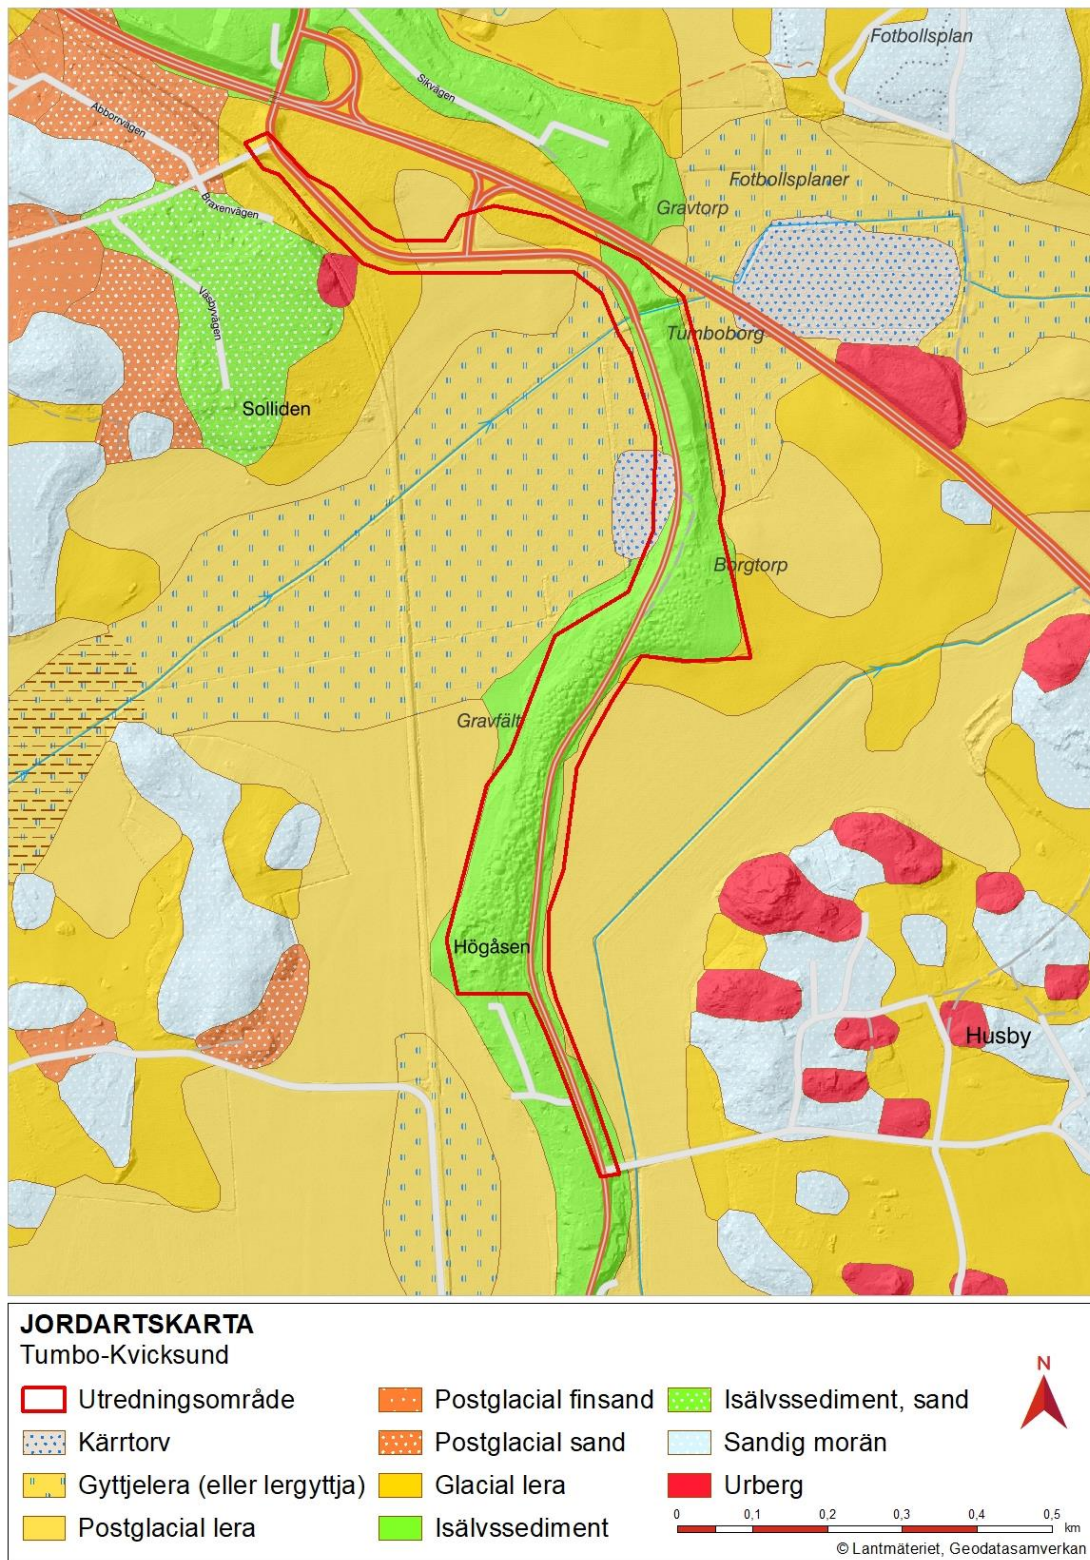 Fotbollsplan
Sikvägen
Abborrvägen
Fotbollsplaner
Braxenvägen
Gravtorp
Väsbyvägen
Tumboborg
Solliden
Borgtorp
Gravfält
Högåsen
Husby
JORDARTSKARTA
Tumbo-Kvicksund
Utredningsområde
Kärrtorv
Gyttjelera (eller lergyttja)
Postglacial lera
Postglacial finsand
Postglacial sand
Glacial lera
Isälvssediment
Isälvssediment, sand
Sandig morän
Urberg
N
0 0,1 0,2 0,3 0,4 0,5
km
© Lantmäteriet, Geodatasamverkan